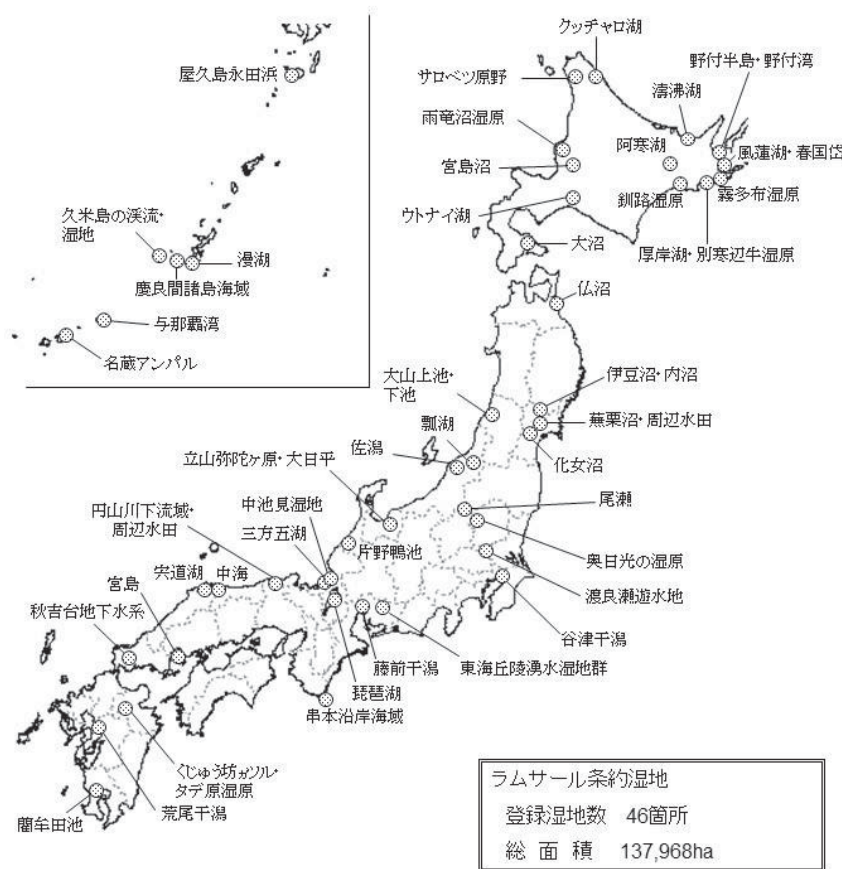 屋久島永田浜
久米島の渓流・
湿地
漫湖
慶良間諸島海域
与那覇湾
名蔵アンパル
クッチャロ湖
サロベツ原野
野付半島・野付湾
濤沸湖
雨竜沼湿原
阿寒湖
風蓮湖・春国岱
宮島沼
釧路湿原
霧多布湿原
ウトナイ湖
大沼
厚岸湖・別寒辺牛湿原
仏沼
大山上池・
下池
伊豆沼・内沼
瓢湖
蕪栗沼・周辺水田
佐潟
化女沼
立山弥陀ヶ原・大日平
円山川下流域・
周辺水田
中池見湿地
尾瀬
三方五湖
片野鴨池
奥日光の湿原
宍道湖
中海
宮島
渡良瀬遊水地
秋吉台地下水系
谷津干潟
藤前干潟
東海丘陵湧水湿地群
琵琶湖
串本沿岸海域
くじゅう坊ガツル・
タデ原湿原
荒尾干潟
藺牟田池
ラムサール条約湿地
登録湿地数 46箇所
総面積 137,968ha